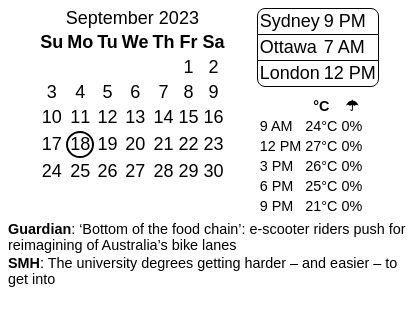 September 2023
Su Mo Tu We Th Fr Sa
1 2
3 4 5 6 7 8 9
10 11 12 13 14 15 16
17 18 19 20 21 22 23
24 25 26 27 28 29 30
Sydney 9 PM
Ottawa 7 AM
London 12 PM
°C ☂
9 AM 24°C 0%
12 PM 27°C 0%
3 PM 26°C 0%
6 PM 25°C 0%
9 PM 21°C 0%
Guardian: ‘Bottom of the food chain’: e-scooter riders push for
reimagining of Australia’s bike lanes
SMH: The university degrees getting harder – and easier – to
get into